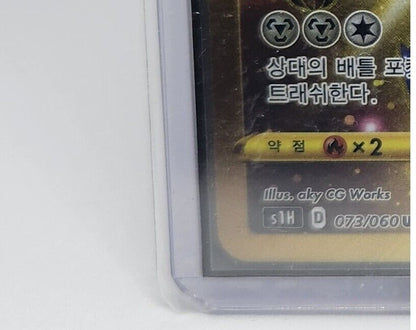 상대의 배틀
트래쉬한다.
약 점 ×2
Illus. aky CG Works
s1H D 073/060 U